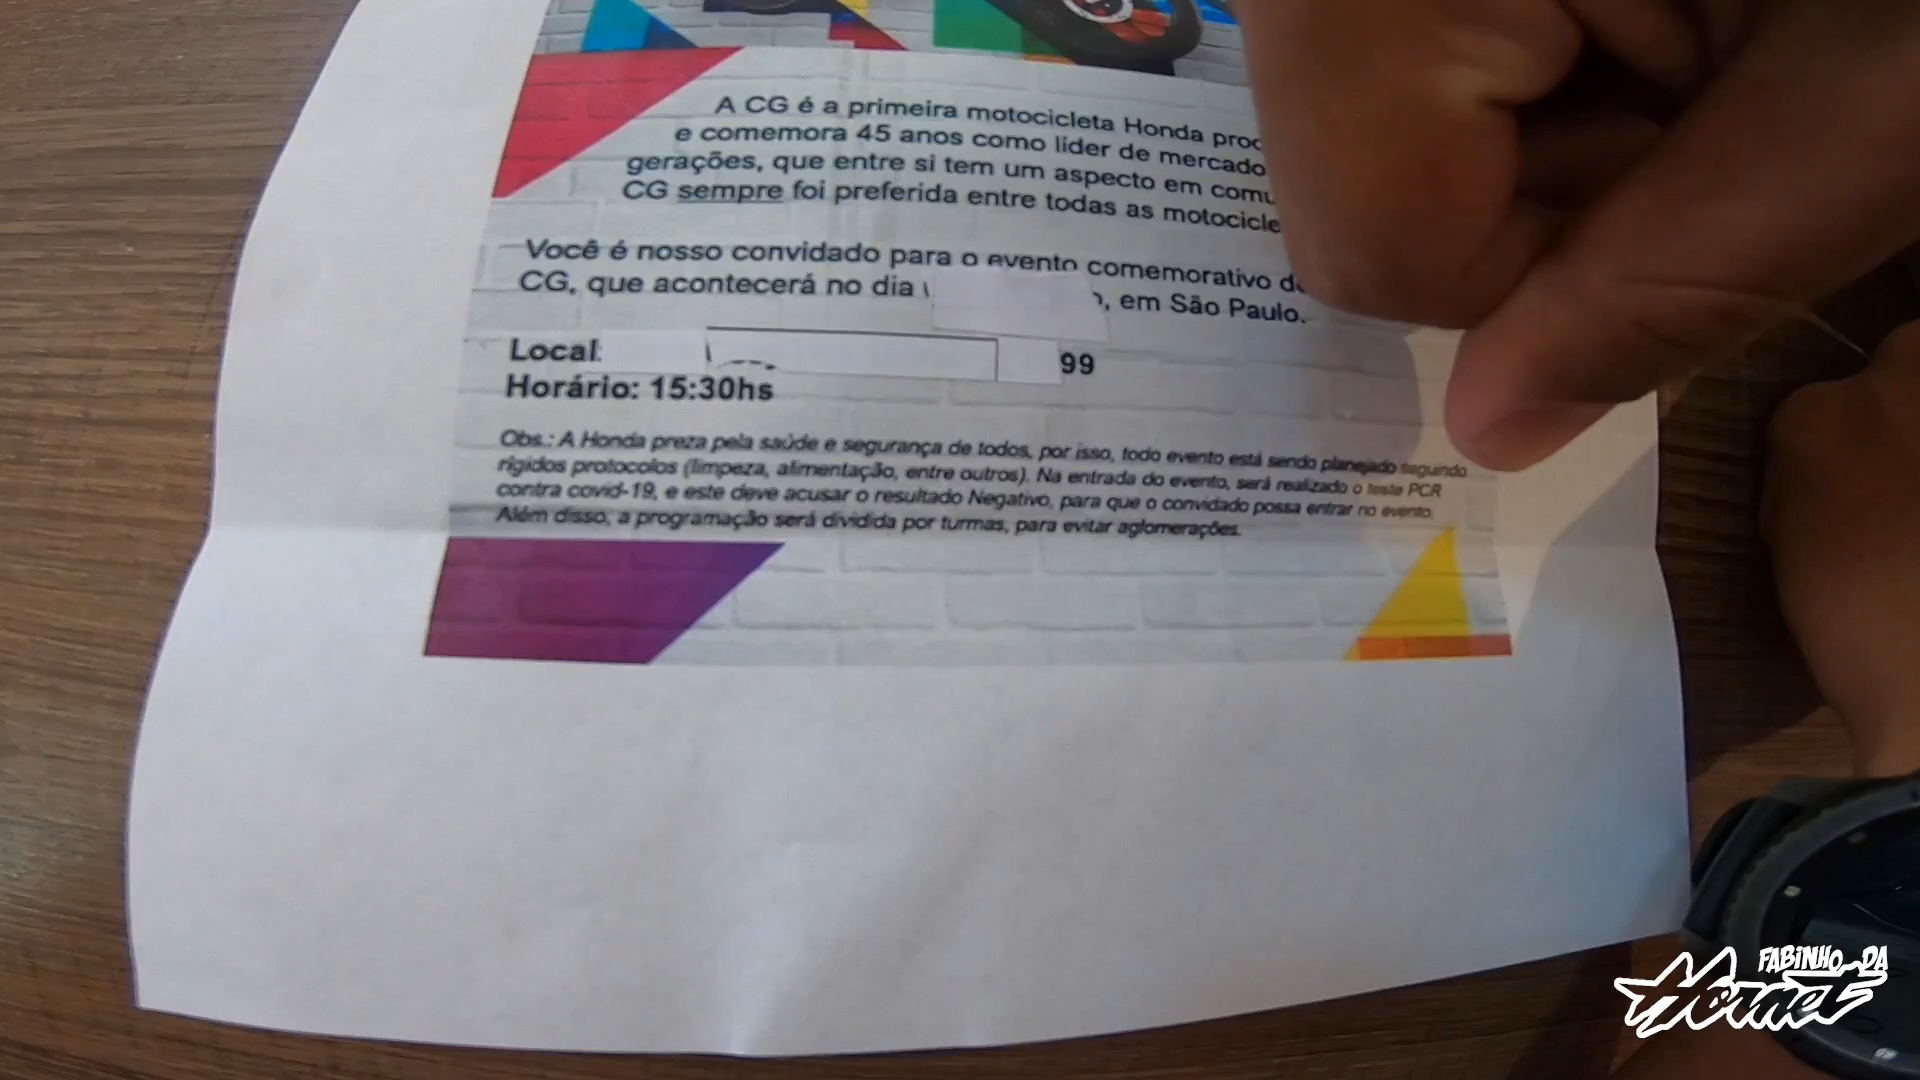 A CG é a primeira motocicleta Honda
e comemora 45 anos como líder de mercado
gerações, que entre si tem um aspecto em
CG sempre foi preferida entre todas as
Você é nosso convidado para o evento comemorativo
CG, que acontecerá no dia , em São Paulo.
Local: 99
Horário: 15:30hs
Obs.: A Honda preza pela saúde e segurança de todos, por isso, todo evento está sendo planejado seguindo
rígidos protocolos (limpeza, alimentação, entre outros). Na entrada do evento, será realizado o teste PCR
contra covid-19, e este deve acusar o resultado Negativo, para que o convidado possa entrar no evento.
Além disso, a programação será dividida por turmas, para evitar aglomerações.
FABINHO DA
Hornet